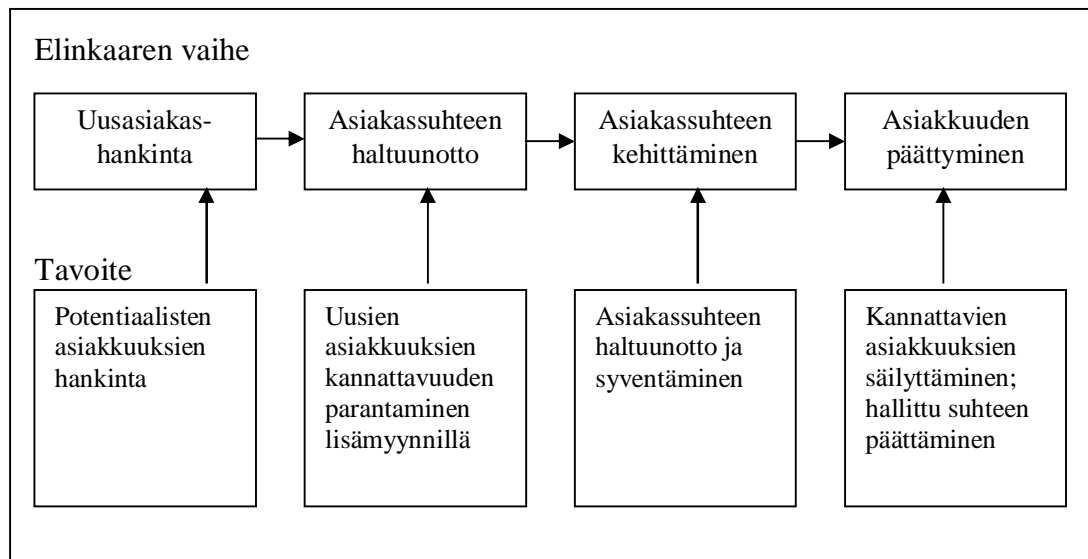 Elinkaaren vaihe
Uusasiakas-
hankinta
Asiakassuhteen
haltuunotto
Asiakassuhteen
kehittäminen
Asiakkuuden
päättyminen
Tavoite
Potentiaalisten
asiakkuuksien
hankinta
Uusien
asiakkuuksien
kannattavuuden
parantaminen
lisämyynnillä
Asiakassuhteen
haltuunotto ja
syventäminen
Kannattavien
asiakkuuksien
säilyttäminen;
hallittu suhteen
päättäminen